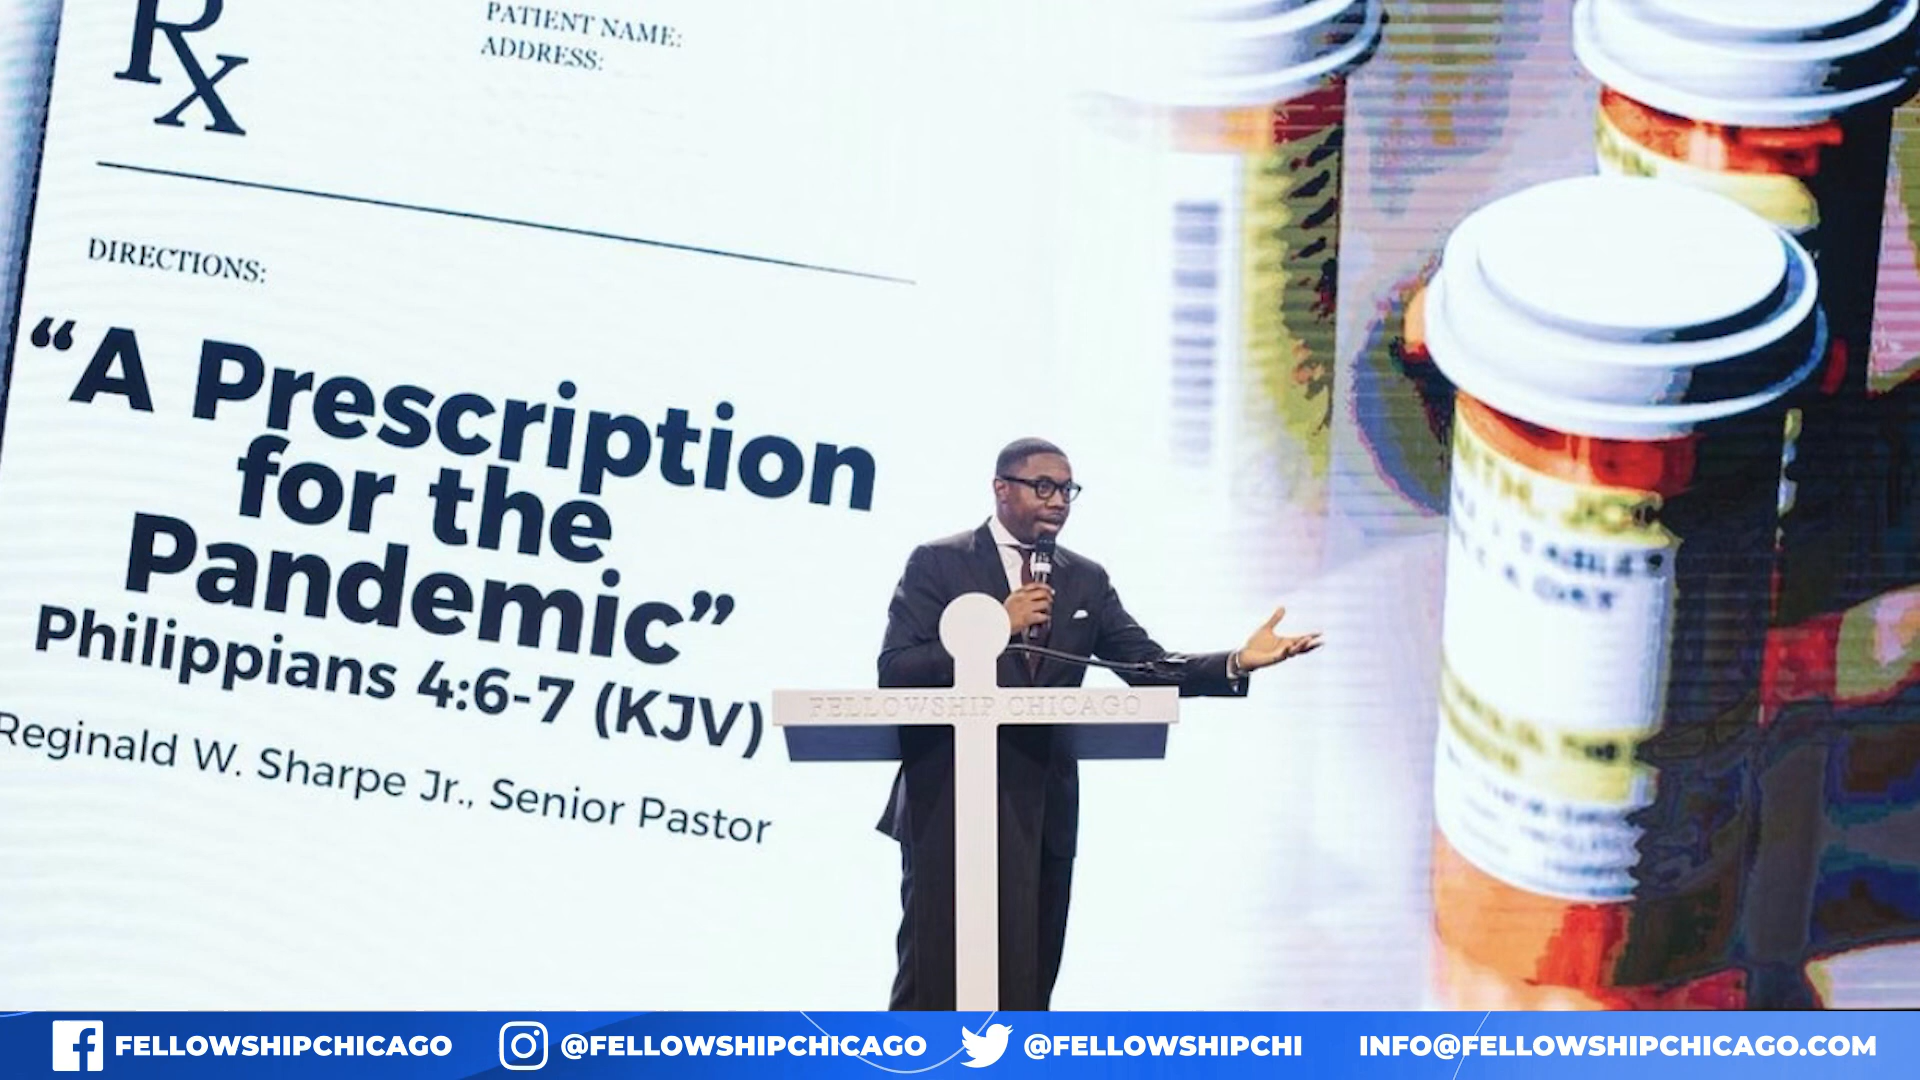 Rx
PATIENT NAME:
ADDRESS:
DIRECTIONS:
“A Prescription
for the
Pandemic”
Philippians 4:6-7 (KJV)
Reginald W. Sharpe Jr., Senior Pastor
FELLOWSHIP CHICAGO
FELLOWSHIPCHICAGO
@FELLOWSHIPCHICAGO
@FELLOWSHIPCHI
INFO@FELLOWSHIPCHICAGO.COM